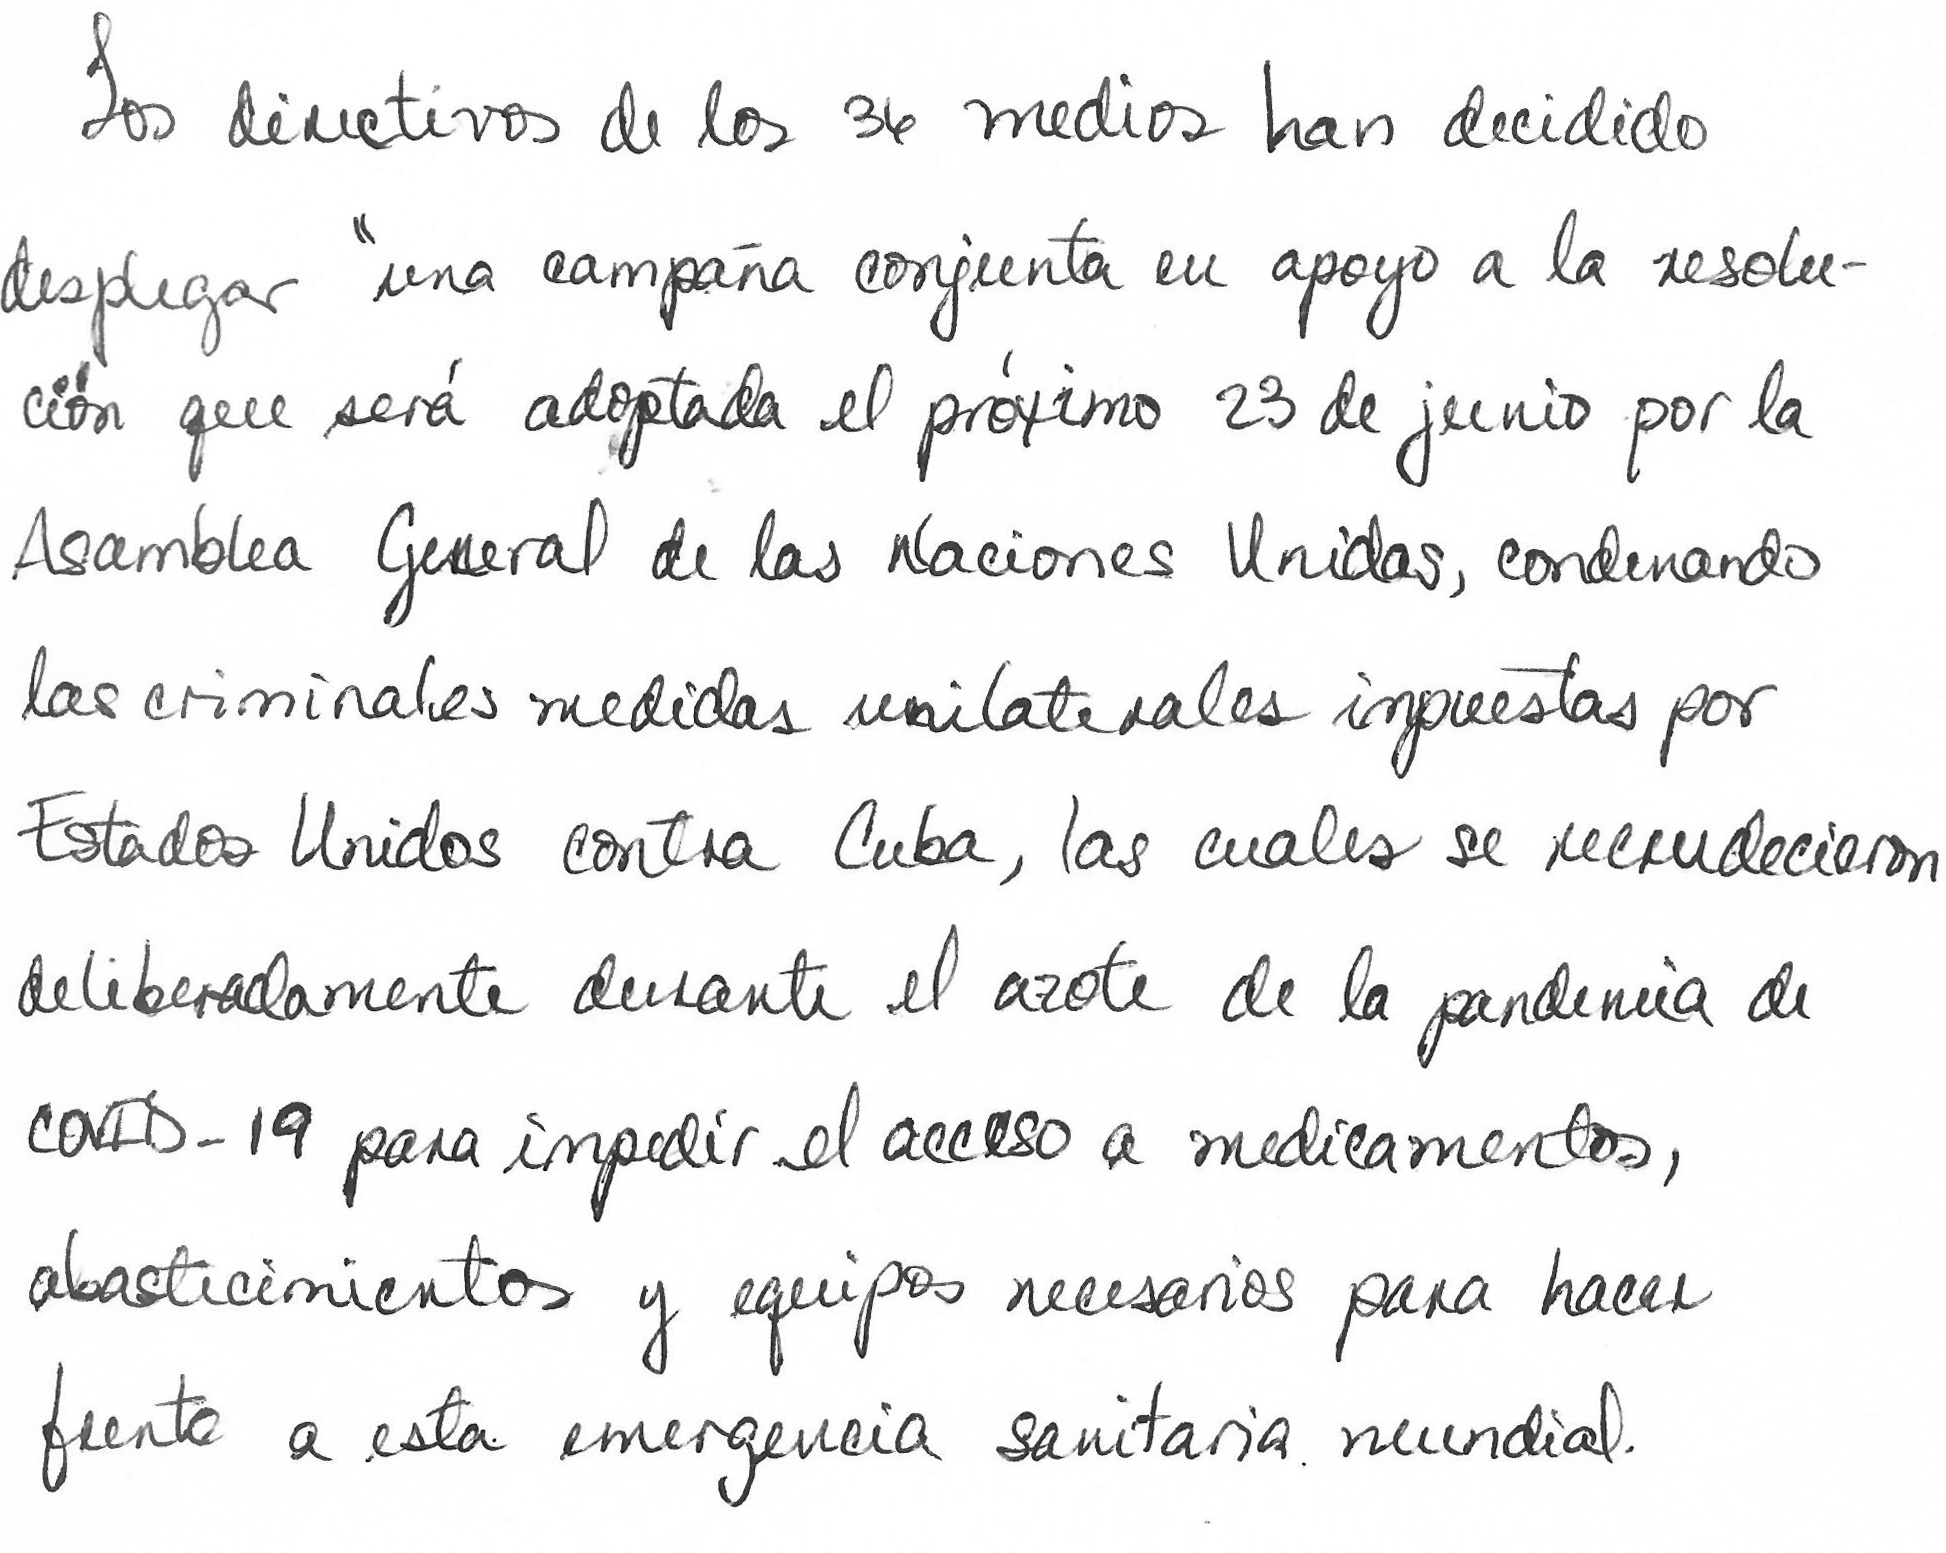 Los directivos de los 36 medios han decidido
desplegar "una campaña conjunta en apoyo a la resolu-
ción que será adoptada el próximo 23 de junio por la
Asamblea General de las Naciones Unidas, condenando
las criminales medidas unilaterales impuestas por
Estados Unidos contra Cuba, las cuales se recrudecieron
deliberadamente durante el azote de la pandemia de
COVID-19 para impedir el acceso a medicamentos,
abastecimientos y equipos necesarios para hacer
frente a esta emergencia sanitaria mundial.